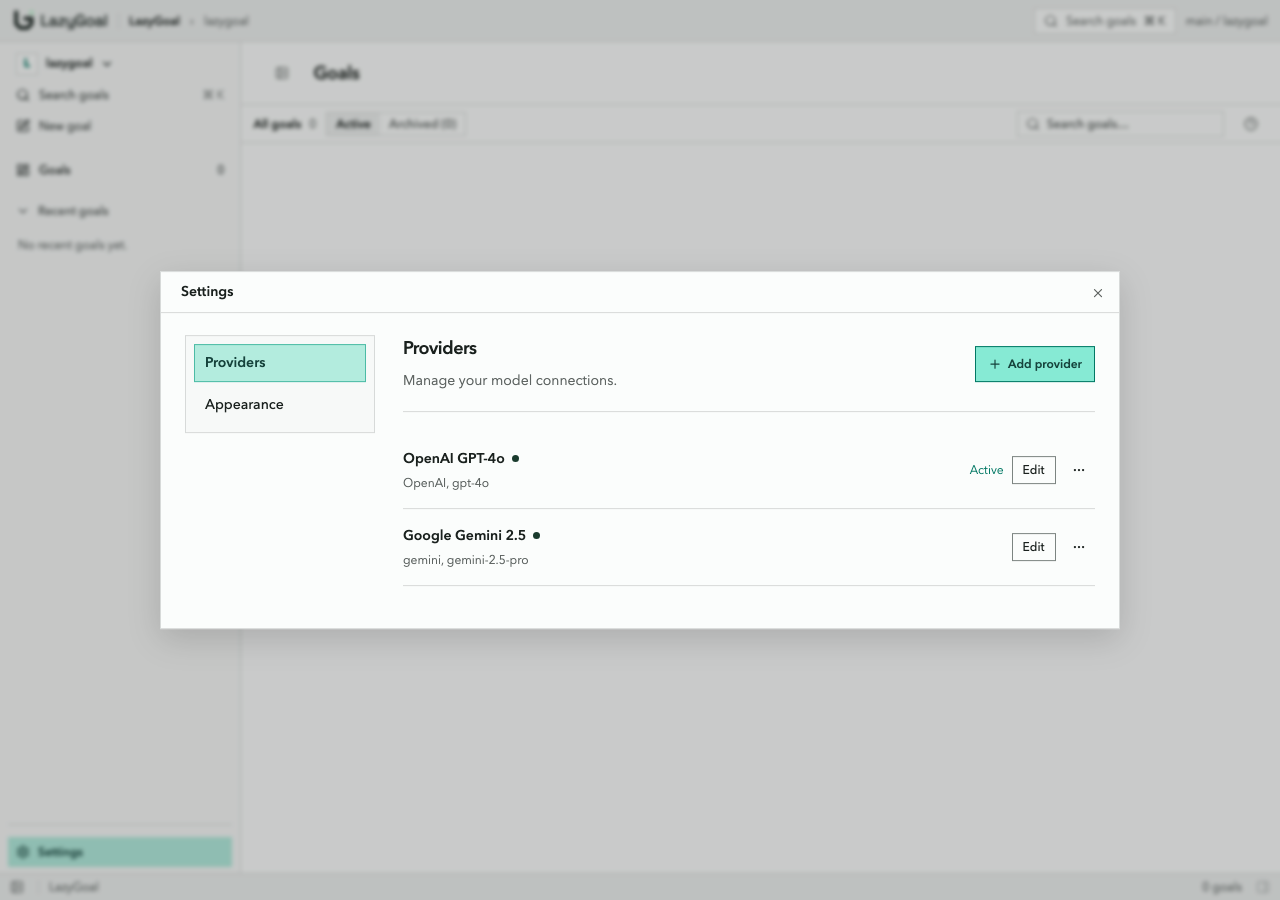 LazyGoal LazyGoal › lazygoal Search goals ⌘ K main / lazygoal
L lazygoal
Search goals ⌘ K
New goal
Goals 0
Recent goals
No recent goals yet.
Goals
All goals 0 Active Archived (0) Search goals...
Settings
Providers
Appearance
Providers
Manage your model connections.
+ Add provider
OpenAI GPT-4o
OpenAI, gpt-4o
Active Edit ···
Google Gemini 2.5
gemini, gemini-2.5-pro
Edit ···
Settings
LazyGoal 0 goals